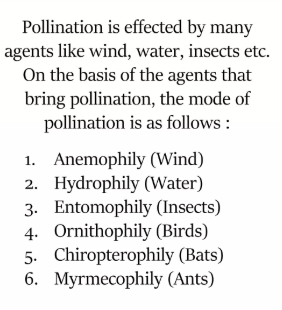 Pollination is effected by many
agents like wind, water, insects etc.
On the basis of the agents that
bring pollination, the mode of
pollination is as follows :
1. Anemophily (Wind)
2. Hydrophily (Water)
3. Entomophily (Insects)
4. Ornithophily (Birds)
5. Chiropterophily (Bats)
6. Myrmecophily (Ants)